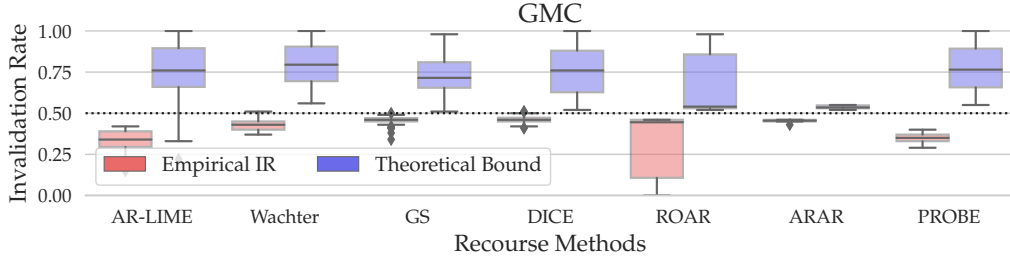 GMC
Invalidation Rate
1.00
0.75
0.50
0.25
0.00
Empirical IR
Theoretical Bound
AR-LIME
Wachter
GS
DICE
ROAR
ARAR
PROBE
Recourse Methods